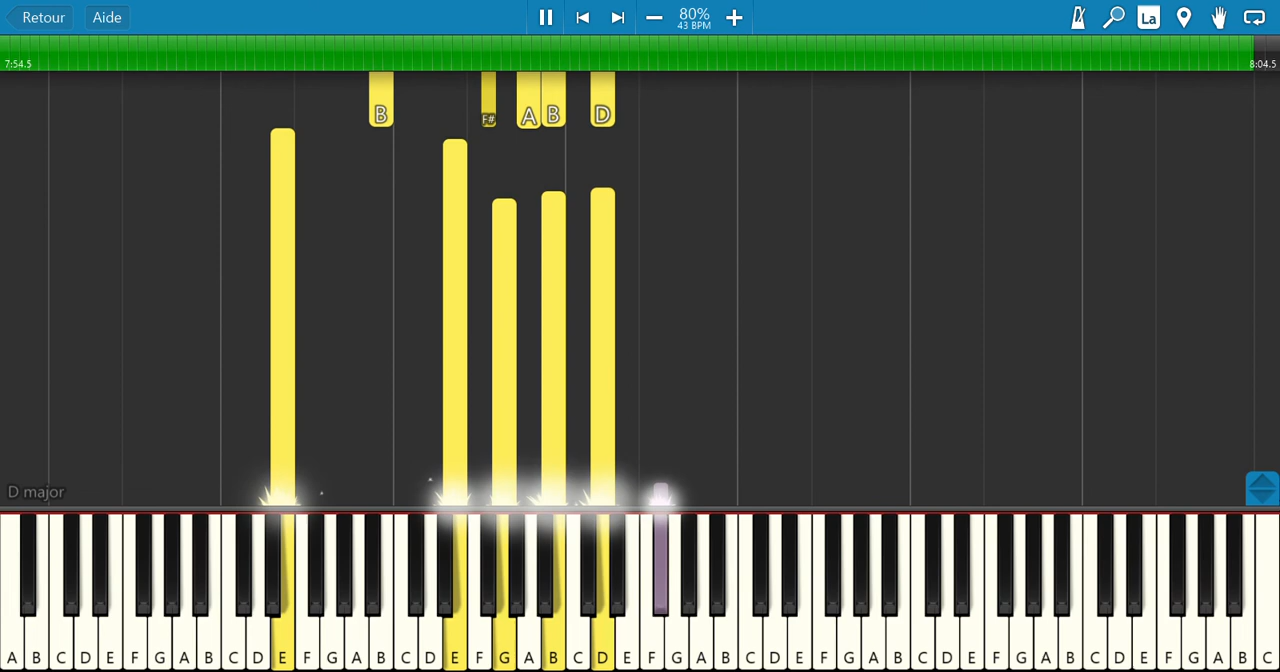 Retour Aide 80% La
43 BPM
7:54.5 8:04.5
B F# A B D
D major
A B C D E F G A B C D E F G A B C D E F G A B C D E F G A B C D E F G A B C D E F G A B C D E F G A B C